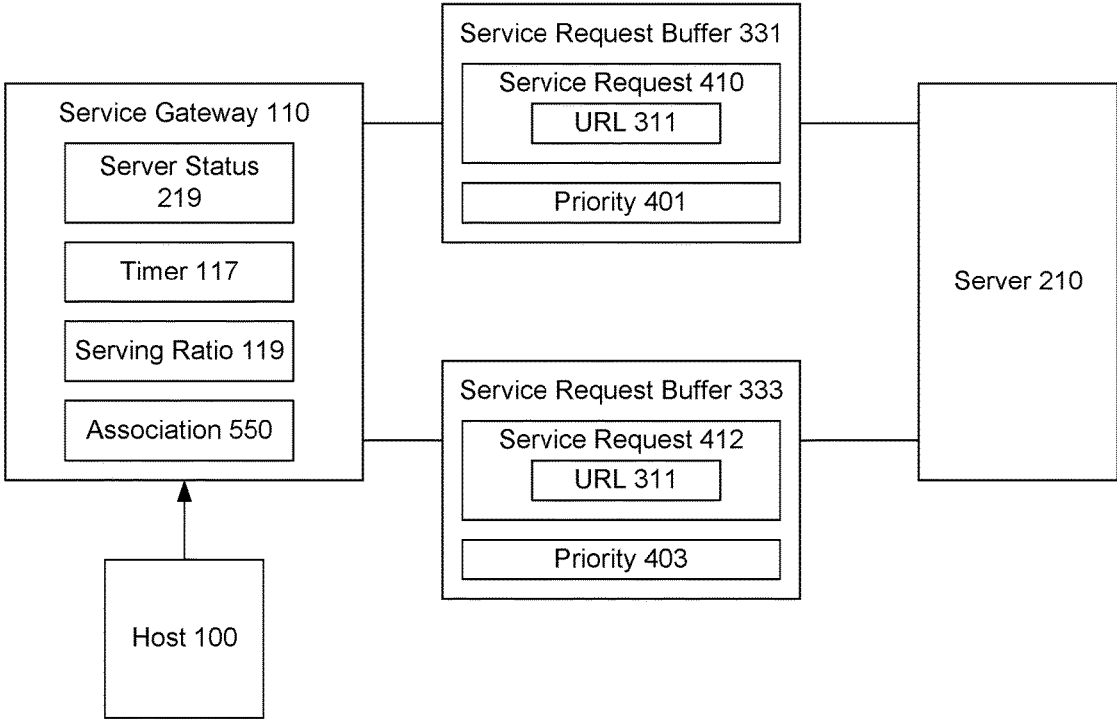 Service Gateway 110
Server Status
219
Timer 117
Serving Ratio 119
Association 550
Host 100
Service Request Buffer 331
Service Request 410
URL 311
Priority 401
Service Request Buffer 333
Service Request 412
URL 311
Priority 403
Server 210